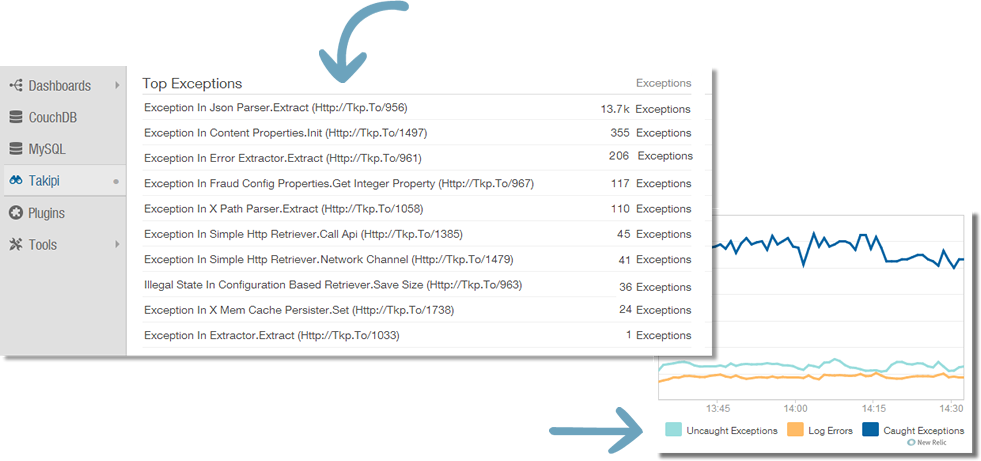 Dashboards
CouchDB
MySQL
Takipi
Plugins
Tools
Top Exceptions Exceptions
Exception In Json Parser.Extract (Http://Tkp.To/956) 13.7k Exceptions
Exception In Content Properties.Init (Http://Tkp.To/1497) 355 Exceptions
Exception In Error Extractor.Extract (Http://Tkp.To/961) 206 Exceptions
Exception In Fraud Config Properties.Get Integer Property (Http://Tkp.To/967) 117 Exceptions
Exception In X Path Parser.Extract (Http://Tkp.To/1058) 110 Exceptions
Exception In Simple Http Retriever.Call Api (Http://Tkp.To/1385) 45 Exceptions
Exception In Simple Http Retriever.Network Channel (Http://Tkp.To/1479) 41 Exceptions
Illegal State In Configuration Based Retriever.Save Size (Http://Tkp.To/963) 36 Exceptions
Exception In X Mem Cache Persister.Set (Http://Tkp.To/1738) 24 Exceptions
Exception In Extractor.Extract (Http://Tkp.To/1033) 1 Exceptions
13:45 14:00 14:15 14:30
Uncaught Exceptions Log Errors Caught Exceptions
New Relic